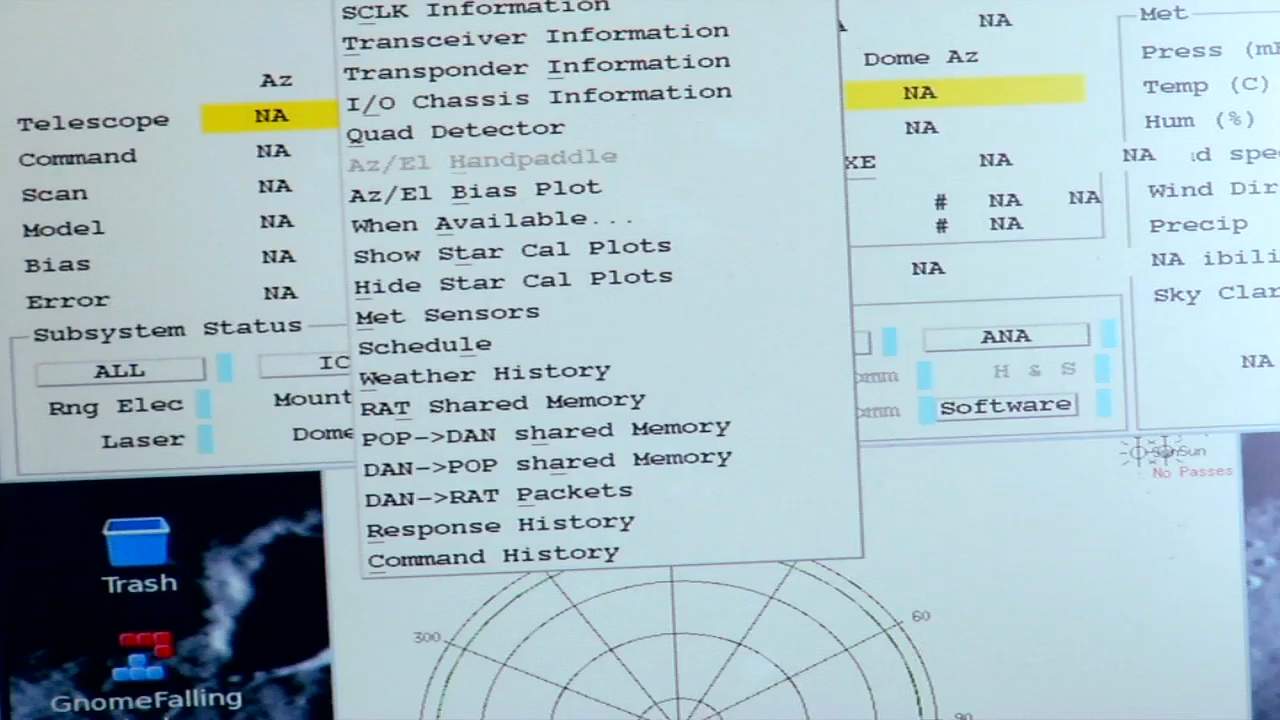 SCLK Information
Transceiver Information
Transponder Information
I/O Chassis Information
Quad Detector
Az/El Handpaddle
Az/El Bias Plot
When Available...
Show Star Cal Plots
Hide Star Cal Plots
Met Sensors
Schedule
Weather History
RAT Shared Memory
POP->DAN shared Memory
DAN->POP shared Memory
DAN->RAT Packets
Response History
Command History
Az
Telescope NA
Command NA
Scan NA
Model NA
Bias NA
Error NA
Subsystem Status
ALL
Rng Elec Mount
Laser Dome
NA
Dome Az
NA
NA
NA
# NA NA
# NA
NA
ANA
H & S
Software
Met
Press
Temp (C)
Hum (%)
NA
Wind Dir
Precip
NA
Sky
NA
Sun
No Passes
300
60
90
Trash
GnomeFalling